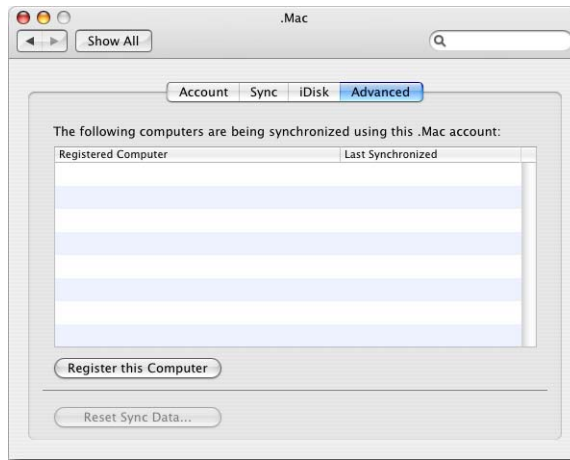 .Mac
Show All
Account Sync iDisk Advanced
The following computers are being synchronized using this .Mac account:
Registered Computer Last Synchronized
Register this Computer
Reset Sync Data...